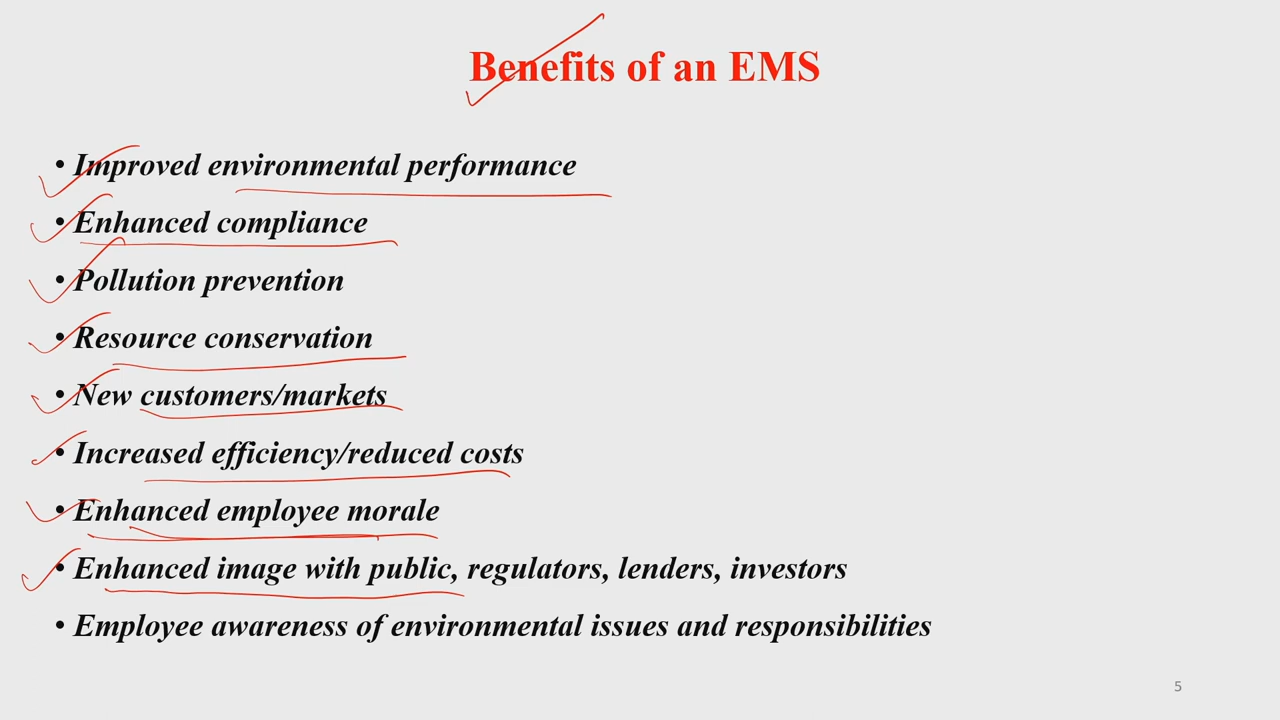 Benefits of an EMS
• Improved environmental performance
• Enhanced compliance
• Pollution prevention
• Resource conservation
• New customers/markets
• Increased efficiency/reduced costs
• Enhanced employee morale
• Enhanced image with public, regulators, lenders, investors
• Employee awareness of environmental issues and responsibilities
5